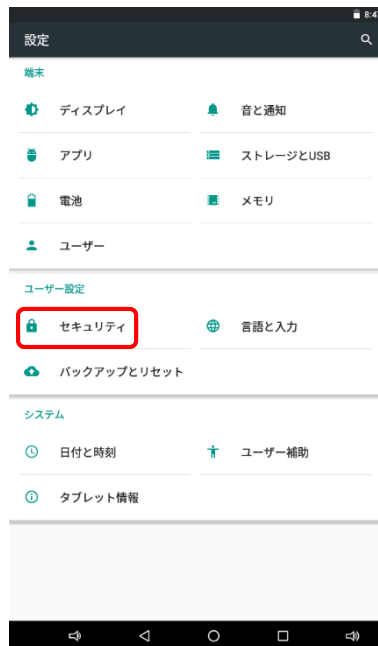 8:4
設定
端末
ディスプレイ
音と通知
アプリ
ストレージとUSB
電池
メモリ
ユーザー
ユーザー設定
セキュリティ
言語と入力
バックアップとリセット
システム
日付と時刻
ユーザー補助
タブレット情報